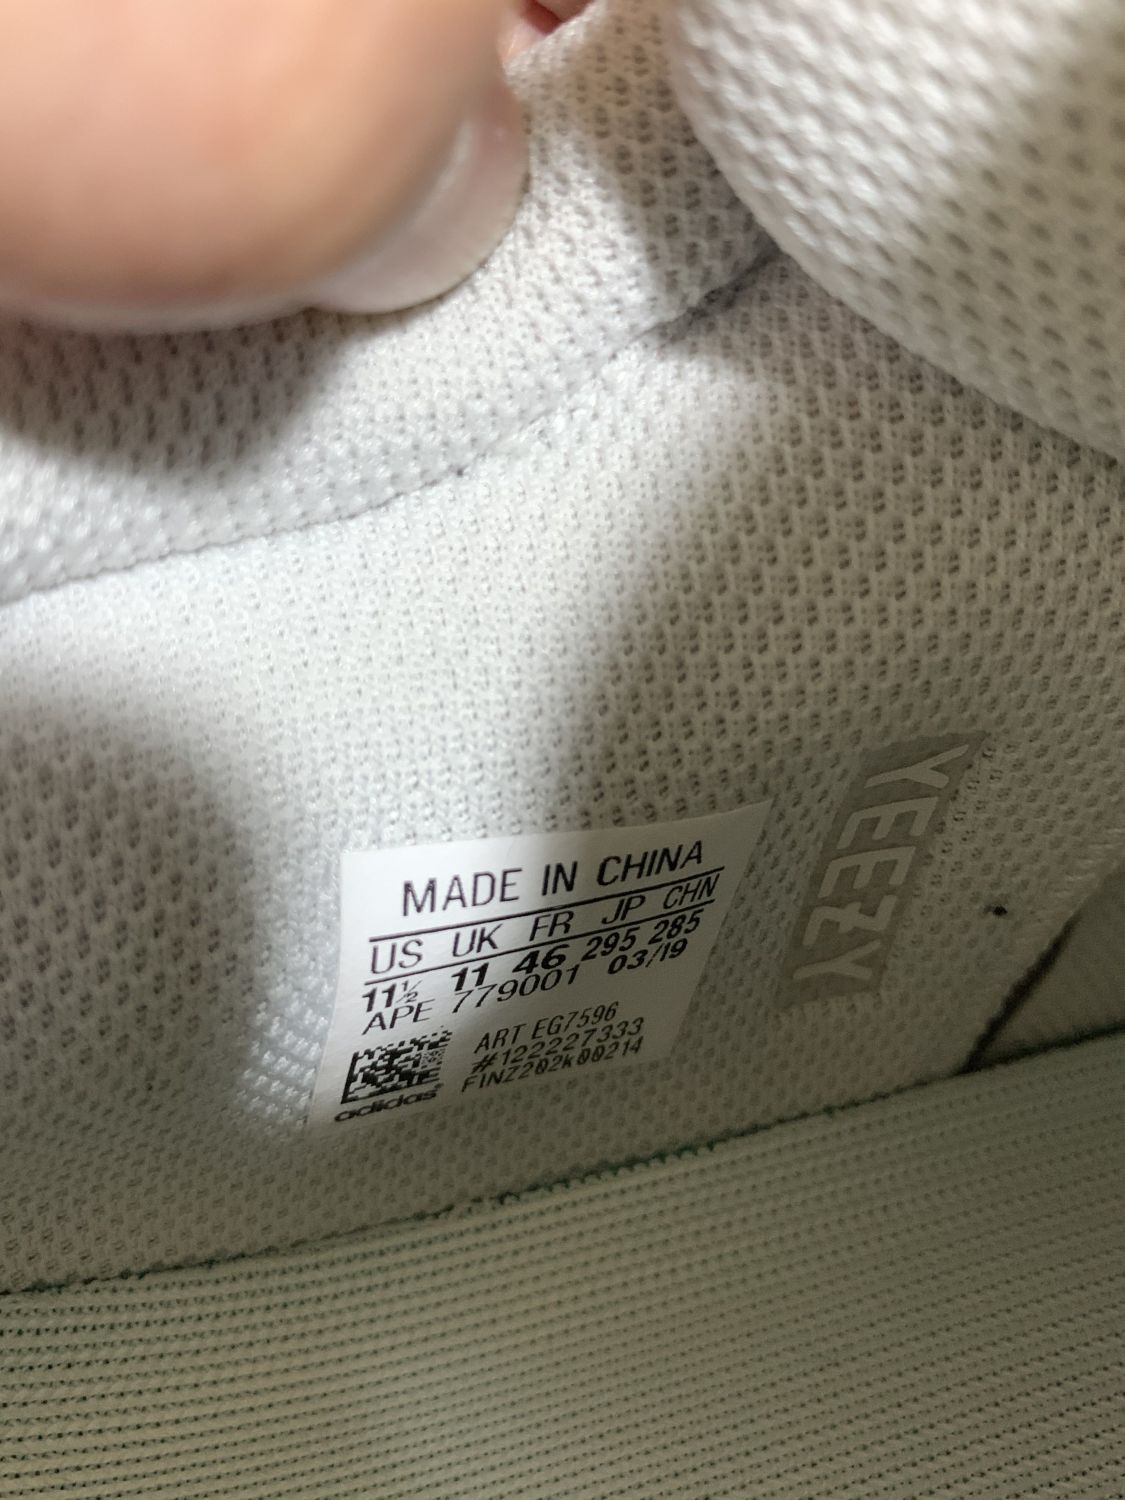 MADE IN CHINA
US UK FR JP CHN
11½ 11 46 295 285
APE 779001 03/19
ART EG7596
#122227333
FINZ202K00214
adidas
YEEZY